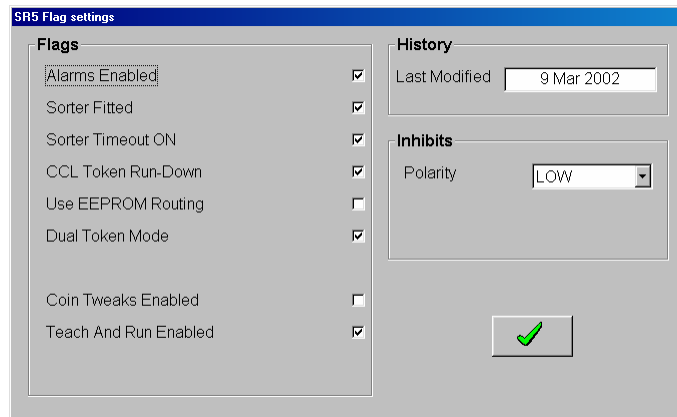 SR5 Flag settings
Flags
Alarms Enabled
Sorter Fitted
Sorter Timeout ON
CCL Token Run-Down
Use EEPROM Routing
Dual Token Mode
Coin Tweaks Enabled
Teach And Run Enabled
History
Last Modified 9 Mar 2002
Inhibits
Polarity LOW